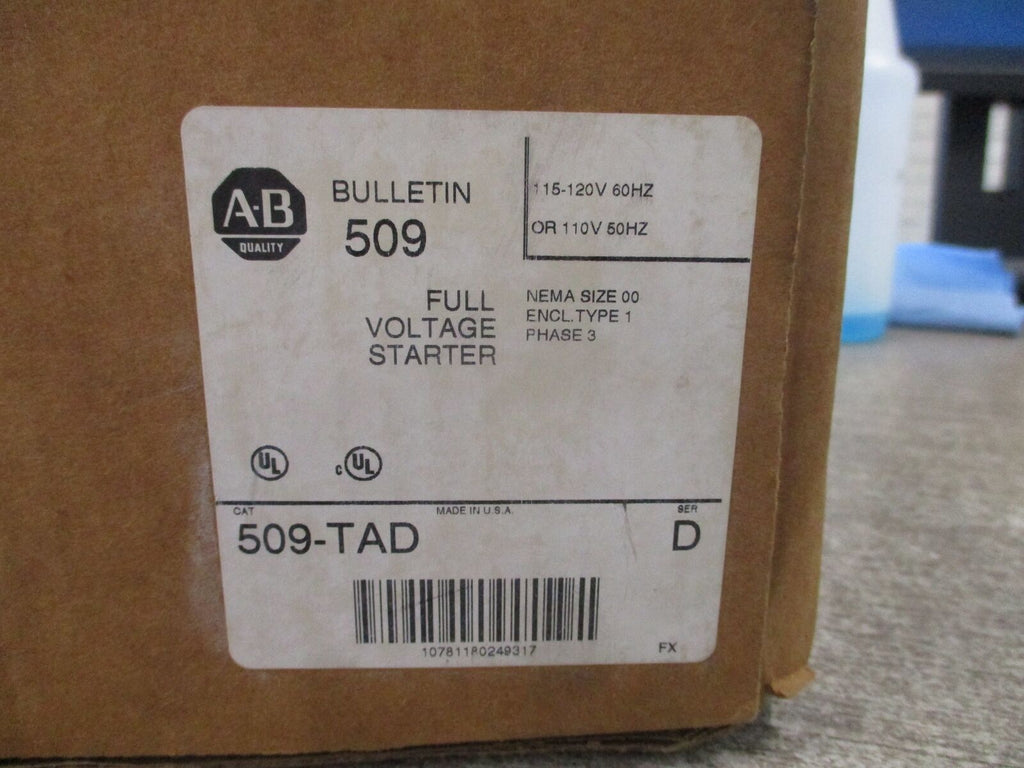 A·B
QUALITY
BULLETIN
509
115-120V 60HZ
OR 110V 50HZ
FULL
VOLTAGE
STARTER
NEMA SIZE 00
ENCL.TYPE 1
PHASE 3
UL
c UL
CAT
MADE IN U.S.A.
SER
509-TAD
D
10781180249317
FX